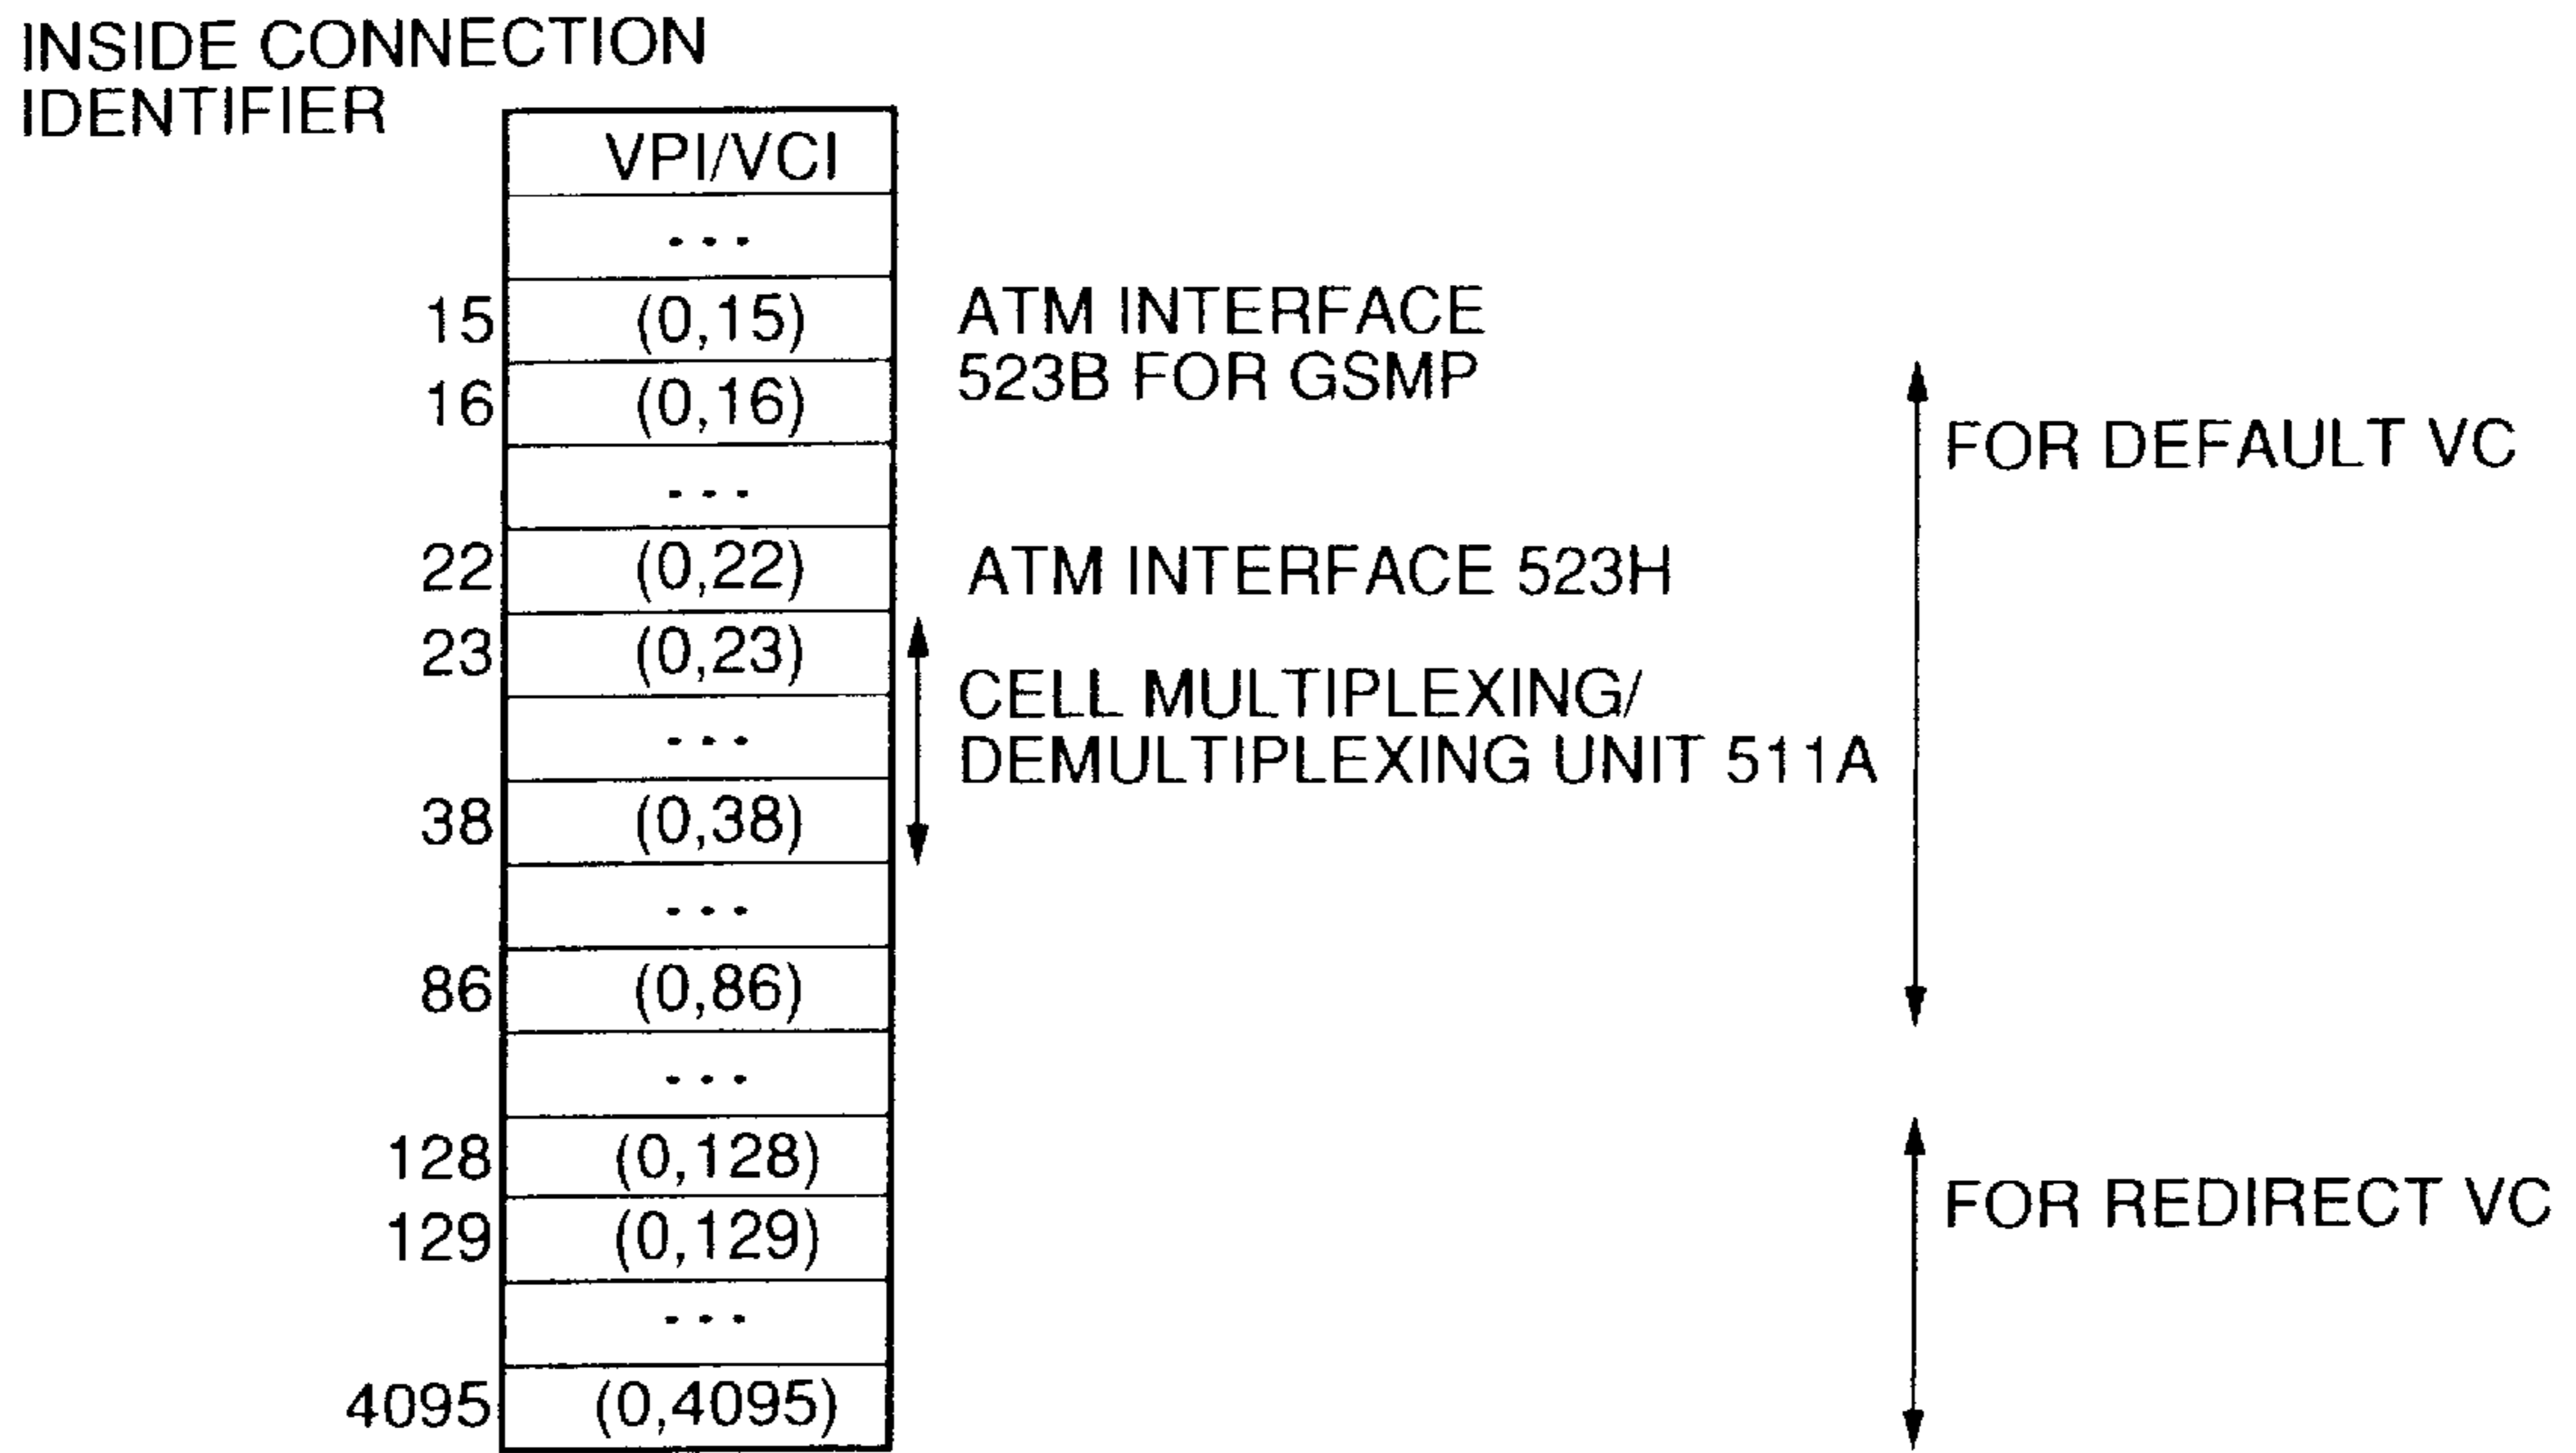 INSIDE CONNECTION
IDENTIFIER
VPI/VCI
...
15 (0,15) ATM INTERFACE
523B FOR GSMP
16 (0,16)
FOR DEFAULT VC
...
22 (0,22) ATM INTERFACE 523H
23 (0,23)
CELL MULTIPLEXING/
DEMULTIPLEXING UNIT 511A
...
38 (0,38)
...
86 (0,86)
...
128 (0,128)
FOR REDIRECT VC
129 (0,129)
...
4095 (0,4095)